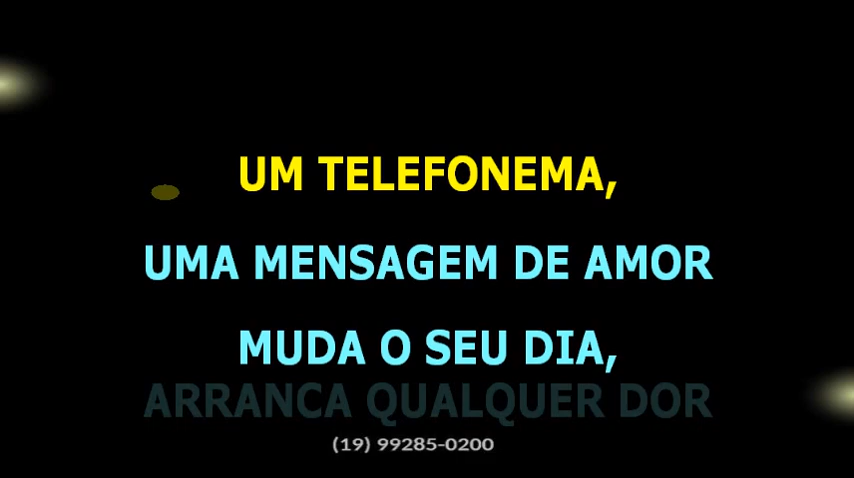 UM TELEFONEMA,
UMA MENSAGEM DE AMOR
MUDA O SEU DIA,
ARRANCA QUALQUER DOR
(19) 99285-0200